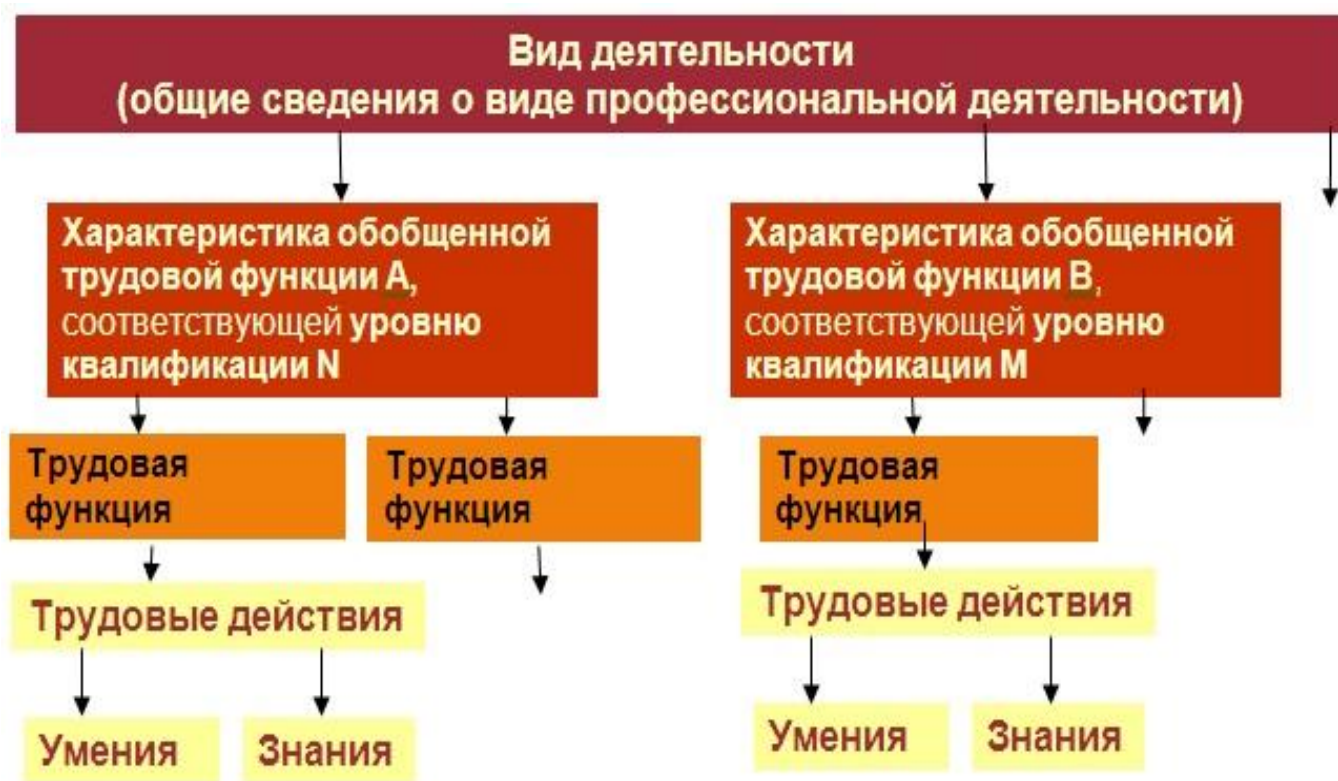 Вид деятельности
(общие сведения о виде профессиональной деятельности)
Характеристика обобщенной
трудовой функции А,
соответствующей уровню
квалификации N
Характеристика обобщенной
трудовой функции В,
соответствующей уровню
квалификации М
Трудовая
функция
Трудовая
функция
Трудовая
функция
Трудовые действия
Трудовые действия
Умения
Знания
Умения
Знания